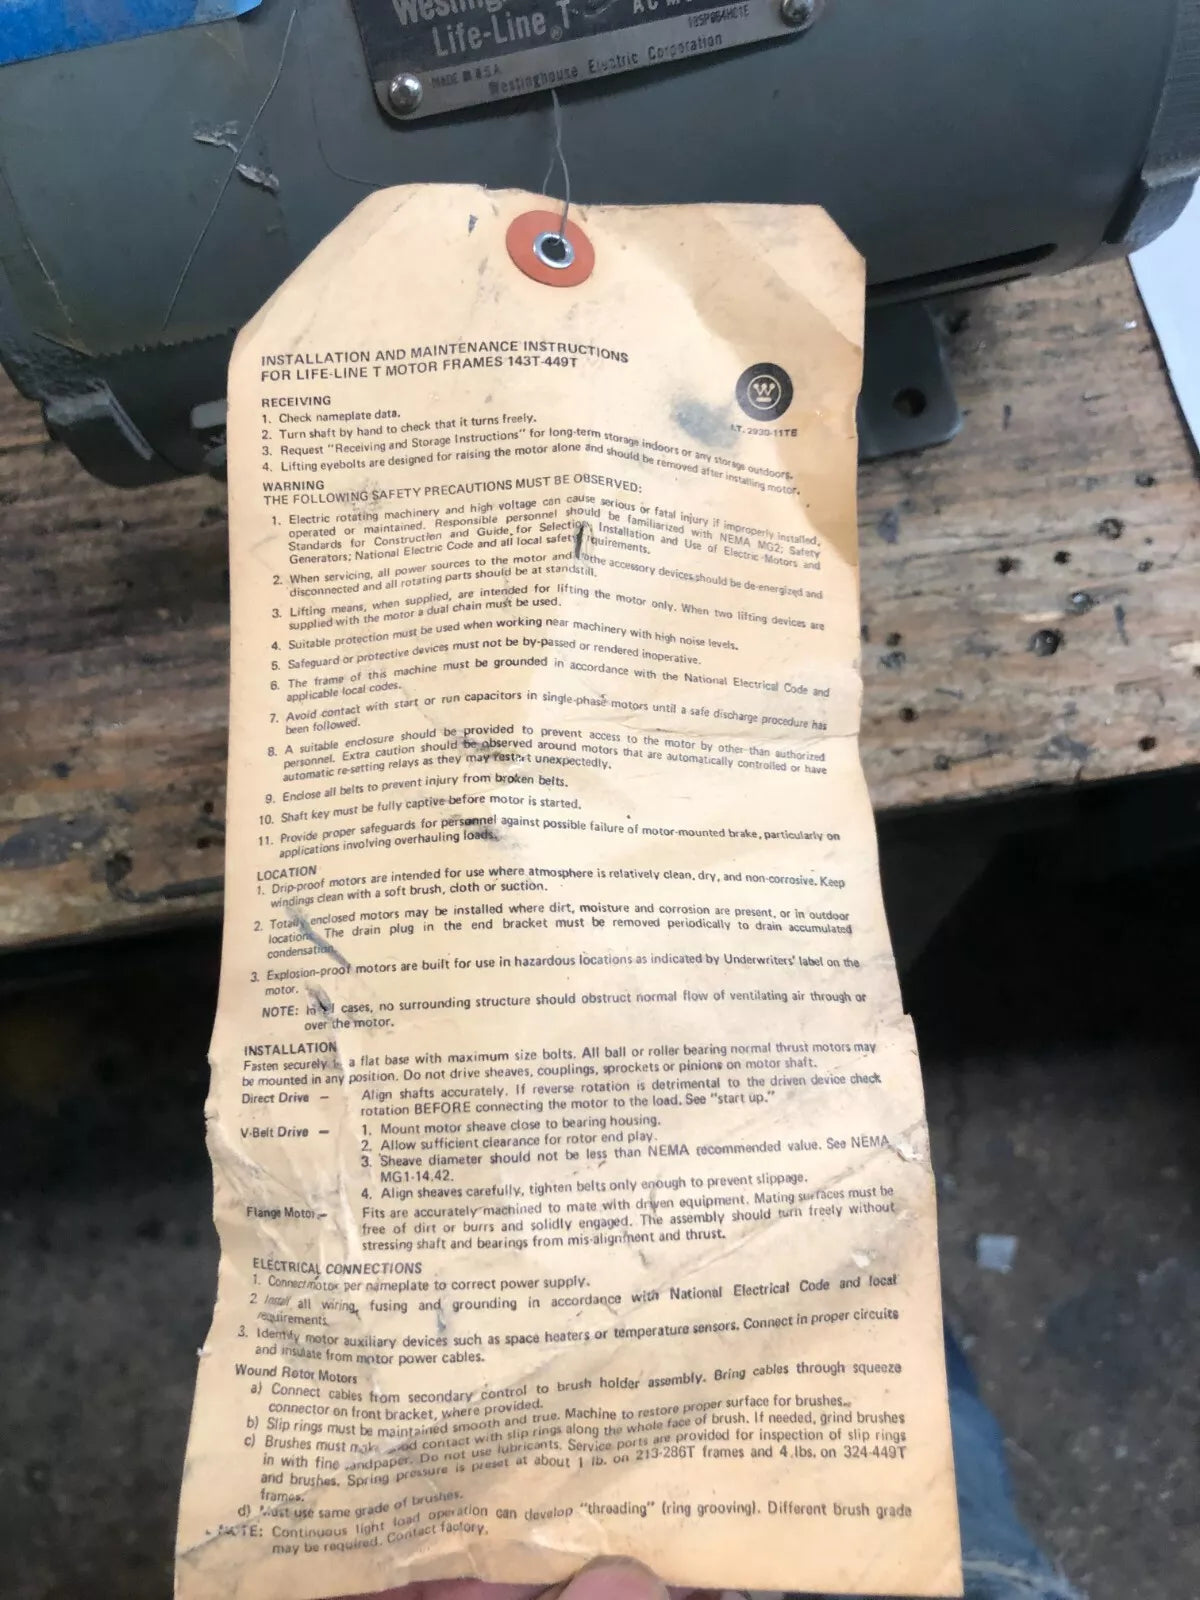 Westing
Life-Line T ® AC M
MADE IN U.S.A.
Westinghouse Electric Corporation
INSTALLATION AND MAINTENANCE INSTRUCTIONS
FOR LIFE-LINE T MOTOR FRAMES 143T-449T
I.T. 2930-11TB
RECEIVING
1. Check nameplate data.
2. Turn shaft by hand to check that it turns freely.
3. Request "Receiving and Storage Instructions" for long-term storage indoors or any storage outdoors.
4. Lifting eyebolts are designed for raising the motor alone and should be removed after installing motor.
WARNING
THE FOLLOWING SAFETY PRECAUTIONS MUST BE OBSERVED:
1. Electric rotating machinery and high voltage can cause serious or fatal injury if improperly installed,
operated or maintained. Responsible personnel should be familiarized with NEMA MG2; Safety
Standards for Construction and Guide for Selection, Installation and Use of Electric Motors and
Generators; National Electric Code and all local safety quirements.
2. When servicing, all power sources to the motor and the accessory devices should be de-energized and
disconnected and all rotating parts should be at standstill.
3. Lifting means, when supplied, are intended for lifting the motor only. When two lifting devices are
supplied with the motor a dual chain must be used.
4. Suitable protection must be used when working near machinery with high noise levels.
5. Safeguard or protective devices must not be by-passed or rendered inoperative.
6. The frame of this machine must be grounded in accordance with the National Electrical Code and
applicable local codes.
7. Avoid contact with start or run capacitors in single-phase motors until a safe discharge procedure has
been followed.
8. A suitable enclosure should be provided to prevent access to the motor by other than authorized
personnel. Extra caution should be observed around motors that are automatically controlled or have
automatic re-setting relays as they may restart unexpectedly.
9. Enclose all belts to prevent injury from broken belts.
10. Shaft key must be fully captive before motor is started.
11. Provide proper safeguards for personnel against possible failure of motor-mounted brake, particularly on
applications involving overhauling loads.
LOCATION
1. Drip-proof motors are intended for use where atmosphere is relatively clean, dry, and non-corrosive. Keep
windings clean with a soft brush, cloth or suction.
2. Totally enclosed motors may be installed where dirt, moisture and corrosion are present, or in outdoor
locations. The drain plug in the end bracket must be removed periodically to drain accumulated
condensation.
3. Explosion-proof motors are built for use in hazardous locations as indicated by Underwriters' label on the
motor.
NOTE: In all cases, no surrounding structure should obstruct normal flow of ventilating air through or
over the motor.
INSTALLATION
Fasten securely to a flat base with maximum size bolts. All ball or roller bearing normal thrust motors may
be mounted in any position. Do not drive sheaves, couplings, sprockets or pinions on motor shaft.
Direct Drive – Align shafts accurately. If reverse rotation is detrimental to the driven device check
rotation BEFORE connecting the motor to the load. See "start up."
V-Belt Drive – 1. Mount motor sheave close to bearing housing.
2. Allow sufficient clearance for rotor end play.
3. Sheave diameter should not be less than NEMA recommended value. See NEMA
MG1-14.42.
4. Align sheaves carefully, tighten belts only enough to prevent slippage.
Flange Motor – Fits are accurately machined to mate with driven equipment. Mating surfaces must be
free of dirt or burrs and solidly engaged. The assembly should turn freely without
stressing shaft and bearings from mis-alignment and thrust.
ELECTRICAL CONNECTIONS
1. Connect motor per nameplate to correct power supply.
2. Install all wiring, fusing and grounding in accordance with National Electrical Code and local
requirements.
3. Identify motor auxiliary devices such as space heaters or temperature sensors. Connect in proper circuits
and insulate from motor power cables.
Wound Rotor Motors
a) Connect cables from secondary control to brush holder assembly. Bring cables through squeeze
connector on front bracket, where provided.
b) Slip rings must be maintained smooth and true. Machine to restore proper surface for brushes.
c) Brushes must make good contact with slip rings along the whole face of brush. If needed, grind brushes
in with fine sandpaper. Do not use lubricants. Service ports are provided for inspection of slip rings
and brushes. Spring pressure is preset at about 1 lb. on 213-286T frames and 4 lbs. on 324-449T
frames.
d) Must use same grade of brushes.
NOTE: Continuous light load operation can develop "threading" (ring grooving). Different brush grade
may be required. Contact factory.